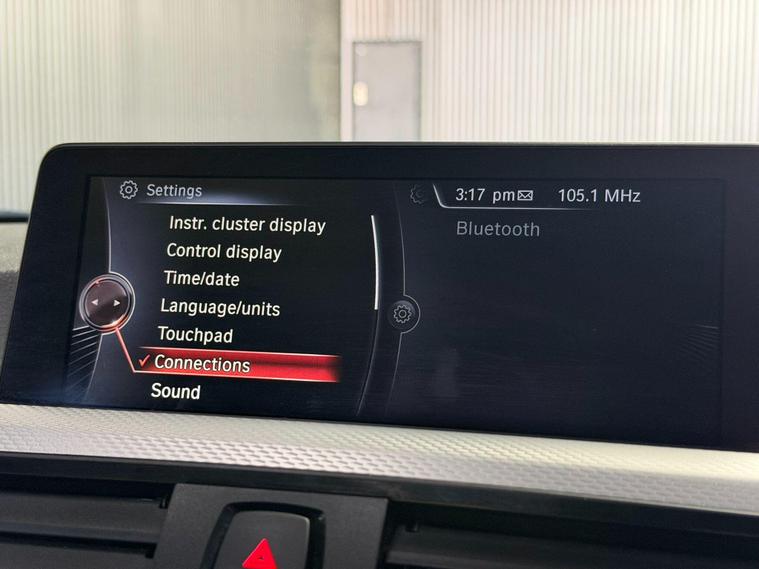 Settings
3:17 pm
105.1 MHz
Instr. cluster display
Bluetooth
Control display
Time/date
Language/units
Touchpad
Connections
Sound